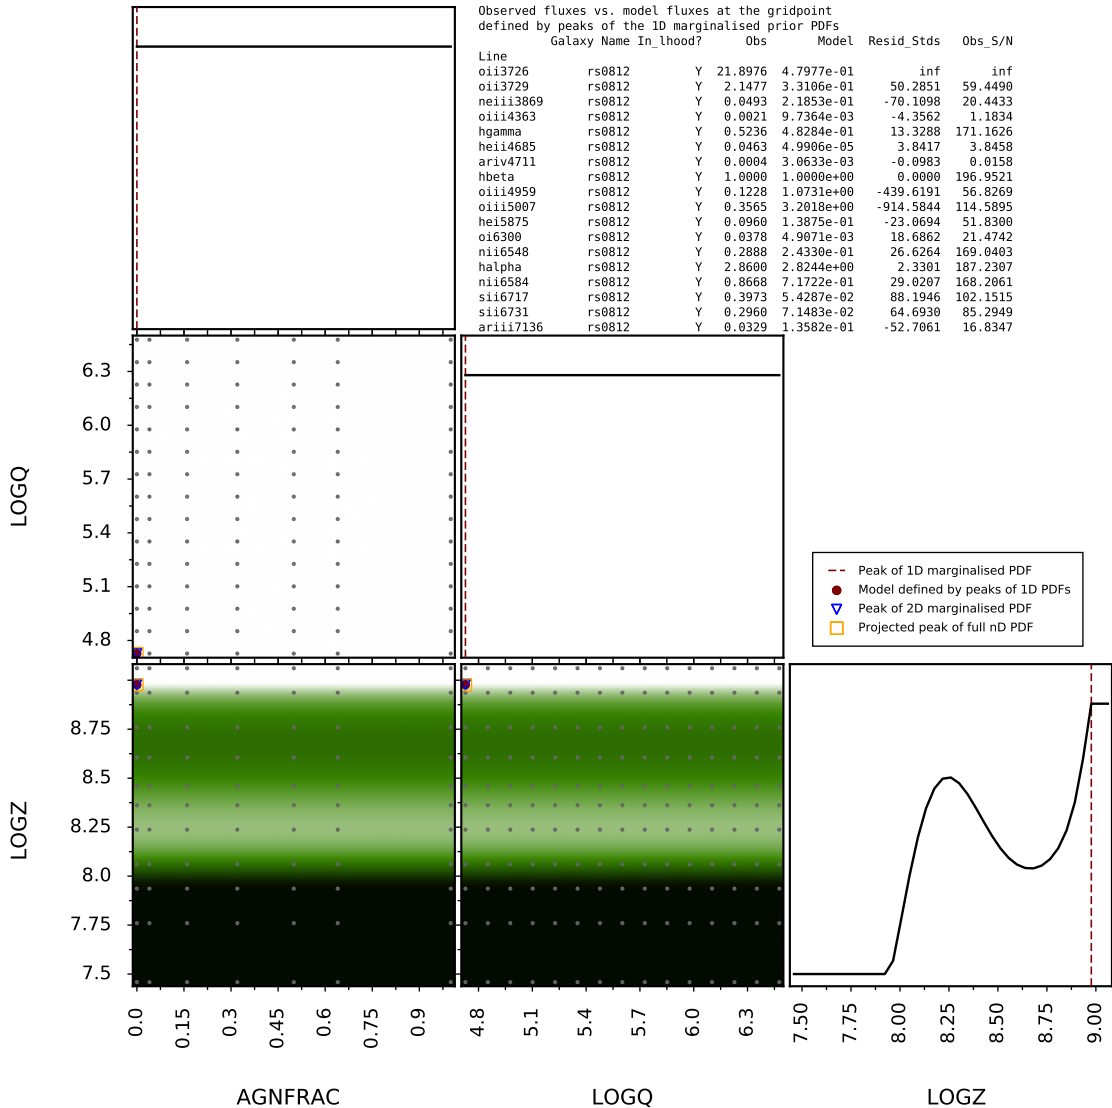 Observed fluxes vs. model fluxes at the gridpoint
defined by peaks of the 1D marginalised prior PDFs
Galaxy Name In_lhood? Obs Model Resid_Stds Obs_S/N
Line
oii3726 rs0812 Y 21.8976 4.7977e-01 inf inf
oii3729 rs0812 Y 2.1477 3.3106e-01 50.2851 59.4490
neiii3869 rs0812 Y 0.0493 2.1853e-01 -70.1098 20.4433
oiii4363 rs0812 Y 0.0021 9.7364e-03 -4.3562 1.1834
hgamma rs0812 Y 0.5236 4.8284e-01 13.3288 171.1626
heii4685 rs0812 Y 0.0463 4.9906e-05 3.8417 3.8458
ariv4711 rs0812 Y 0.0004 3.0633e-03 -0.0983 0.0158
hbeta rs0812 Y 1.0000 1.0000e+00 0.0000 196.9521
oiii4959 rs0812 Y 0.1228 1.0731e+00 -439.6191 56.8269
oiii5007 rs0812 Y 0.3565 3.2018e+00 -914.5844 114.5895
hei5875 rs0812 Y 0.0960 1.3875e-01 -23.0694 51.8300
oi6300 rs0812 Y 0.0378 4.9071e-03 18.6862 21.4742
nii6548 rs0812 Y 0.2888 2.4330e-01 26.6264 169.0403
halpha rs0812 Y 2.8600 2.8244e+00 2.3301 187.2307
nii6584 rs0812 Y 0.8668 7.1722e-01 29.0207 168.2061
sii6717 rs0812 Y 0.3973 5.4287e-02 88.1946 102.1515
sii6731 rs0812 Y 0.2960 7.1483e-02 64.6930 85.2949
ariii7136 rs0812 Y 0.0329 1.3582e-01 -52.7061 16.8347
LOGQ
6.3
6.0
5.7
5.4
5.1
4.8
Peak of 1D marginalised PDF
Model defined by peaks of 1D PDFs
Peak of 2D marginalised PDF
Projected peak of full nD PDF
LOGZ
8.75
8.5
8.25
8.0
7.75
7.5
0.0 0.15 0.3 0.45 0.6 0.75 0.9
4.8 5.1 5.4 5.7 6.0 6.3
7.50 7.75 8.00 8.25 8.50 8.75 9.00
AGNFRAC LOGQ LOGZ